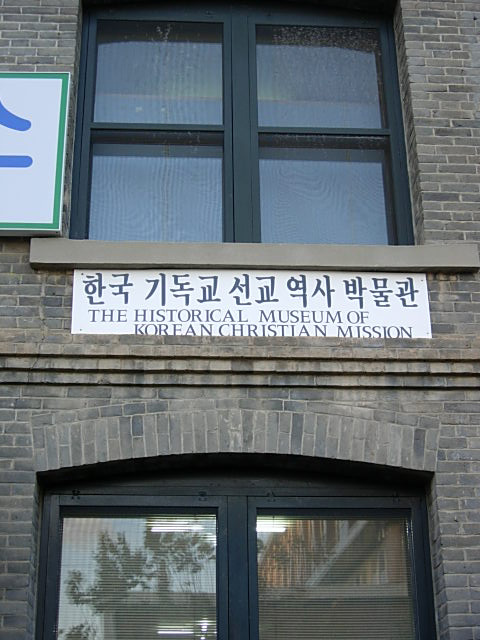 한국 기독교 선교 역사 박물관
THE HISTORICAL MUSEUM OF
KOREAN CHRISTIAN MISSION